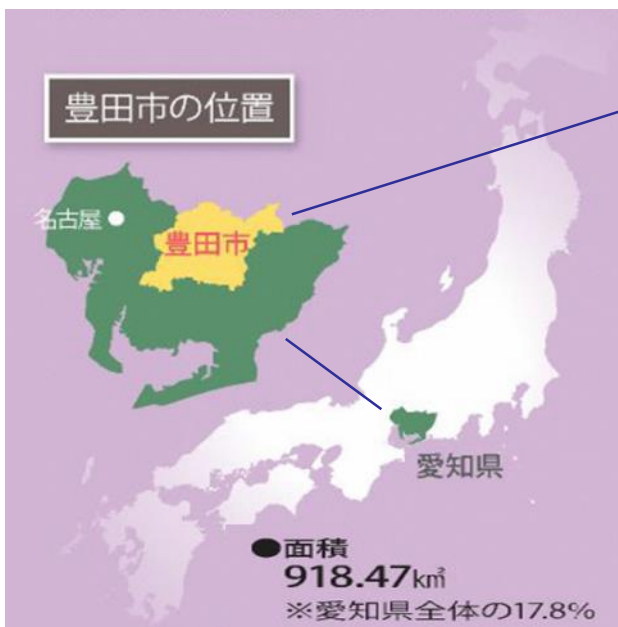 豊田市の位置
名古屋
豊田市
愛知県
●面積
918.47k㎡
※愛知県全体の17.8%